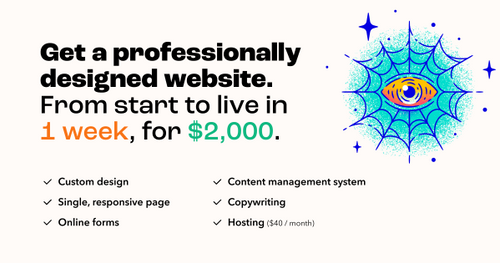 Get a professionally
designed website.
From start to live in
1 week, for $2,000.
Custom design
Single, responsive page
Online forms
Content management system
Copywriting
Hosting ($40 / month)